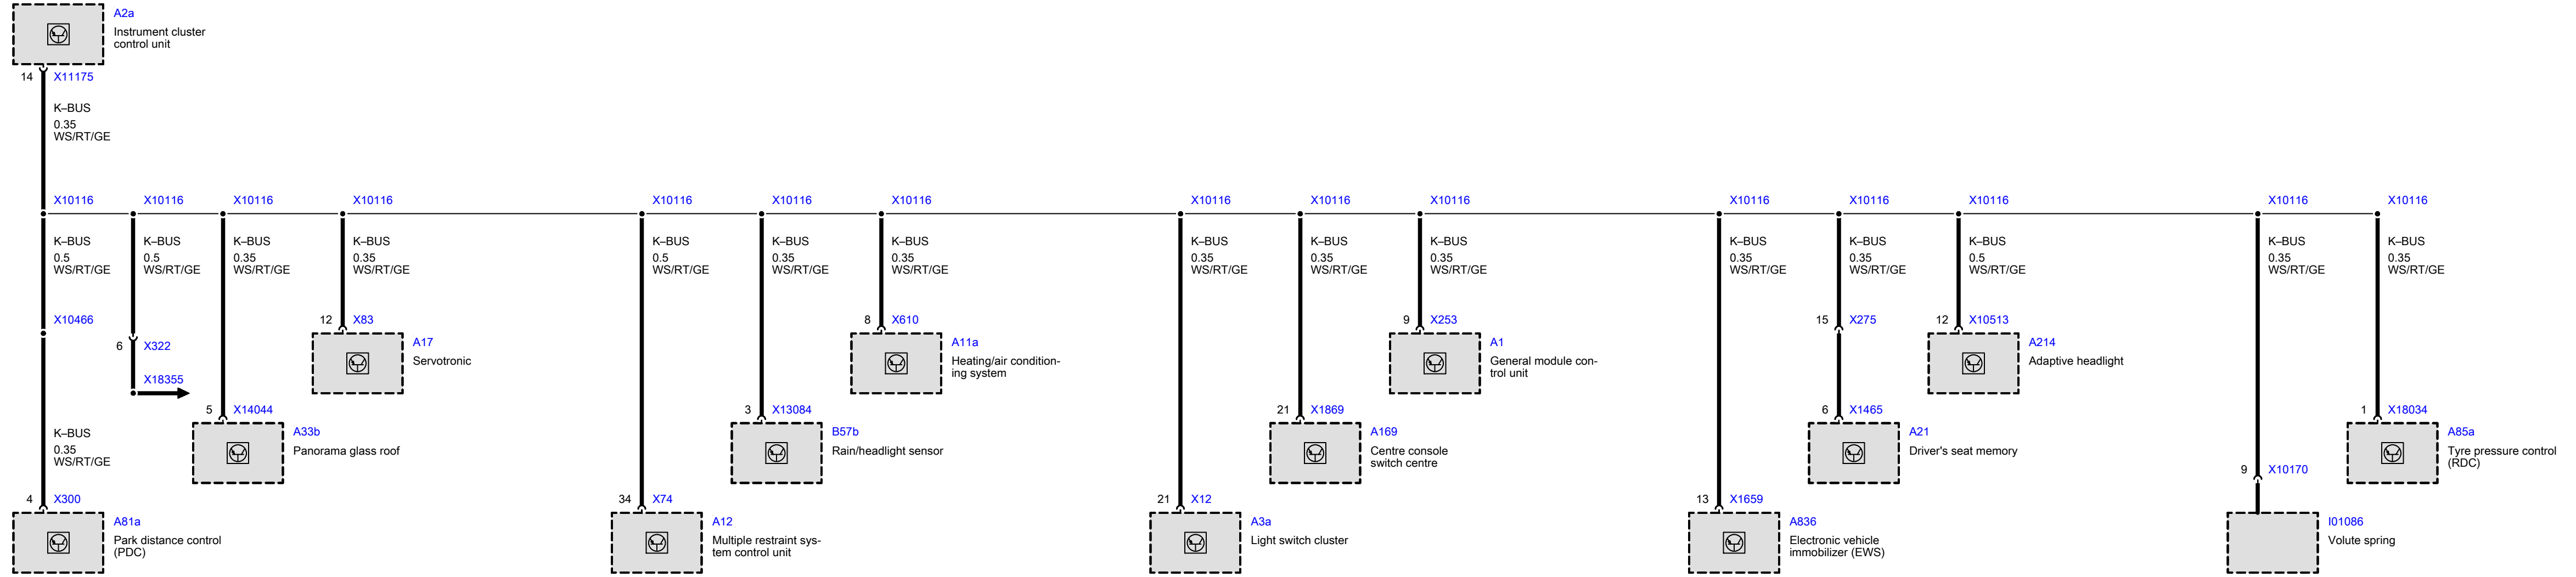 A2a
Instrument cluster
control unit
14 X11175
K–BUS
0.35
WS/RT/GE
X10116 X10116 X10116 X10116 X10116 X10116 X10116 X10116 X10116 X10116 X10116 X10116 X10116 X10116 X10116
K–BUS K–BUS K–BUS K–BUS K–BUS K–BUS K–BUS K–BUS K–BUS K–BUS K–BUS K–BUS K–BUS K–BUS K–BUS
0.5 0.5 0.35 0.35 0.5 0.35 0.35 0.35 0.35 0.35 0.35 0.35 0.5 0.35 0.35
WS/RT/GE WS/RT/GE WS/RT/GE WS/RT/GE WS/RT/GE WS/RT/GE WS/RT/GE WS/RT/GE WS/RT/GE WS/RT/GE WS/RT/GE WS/RT/GE WS/RT/GE WS/RT/GE WS/RT/GE
X10466 12 X83 8 X610 9 X253 15 X275 12 X10513
6 X322
A17 A11a A1 A214
Servotronic Heating/air condition- General module con- Adaptive headlight
ing system trol unit
X18355
5 X14044 3 X13084 21 X1869 6 X1465 1 X18034
K–BUS A33b B57b A169 A21 A85a
0.35 Panorama glass roof Rain/headlight sensor Centre console Driver's seat memory Tyre pressure control
WS/RT/GE switch centre (RDC)
9 X10170
4 X300 34 X74 21 X12 13 X1659
A81a A12 A3a A836 I01086
Park distance control Multiple restraint sys- Light switch cluster Electronic vehicle Volute spring
(PDC) tem control unit immobilizer (EWS)